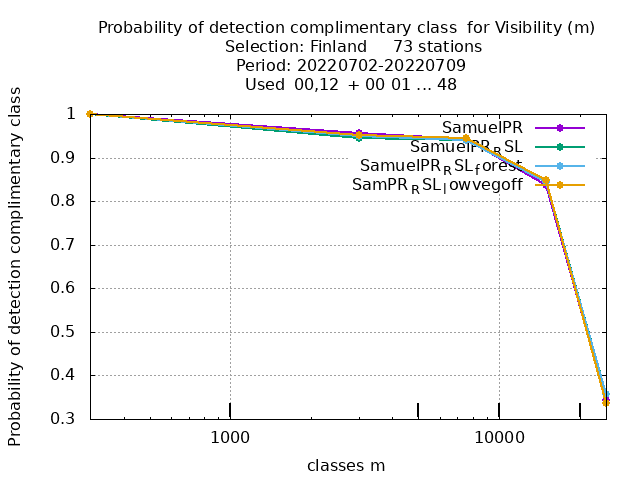 Probability of detection complimentary class for Visibility (m)
Selection: Finland 73 stations
Period: 20220702-20220709
Used 00,12 + 00 01 ... 48
Probability of detection complimentary class
1
0.9
0.8
0.7
0.6
0.5
0.4
0.3
SamuelPR
SamuelPR_RSL
SamuelPR_RSL_forest
SamPR_RSL_lowvegoff
1000
10000
classes m